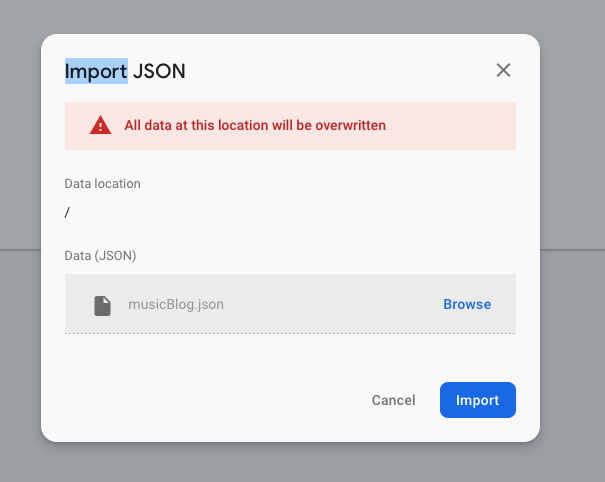 Import JSON
All data at this location will be overwritten
Data location
/
Data (JSON)
musicBlog.json
Browse
Cancel
Import